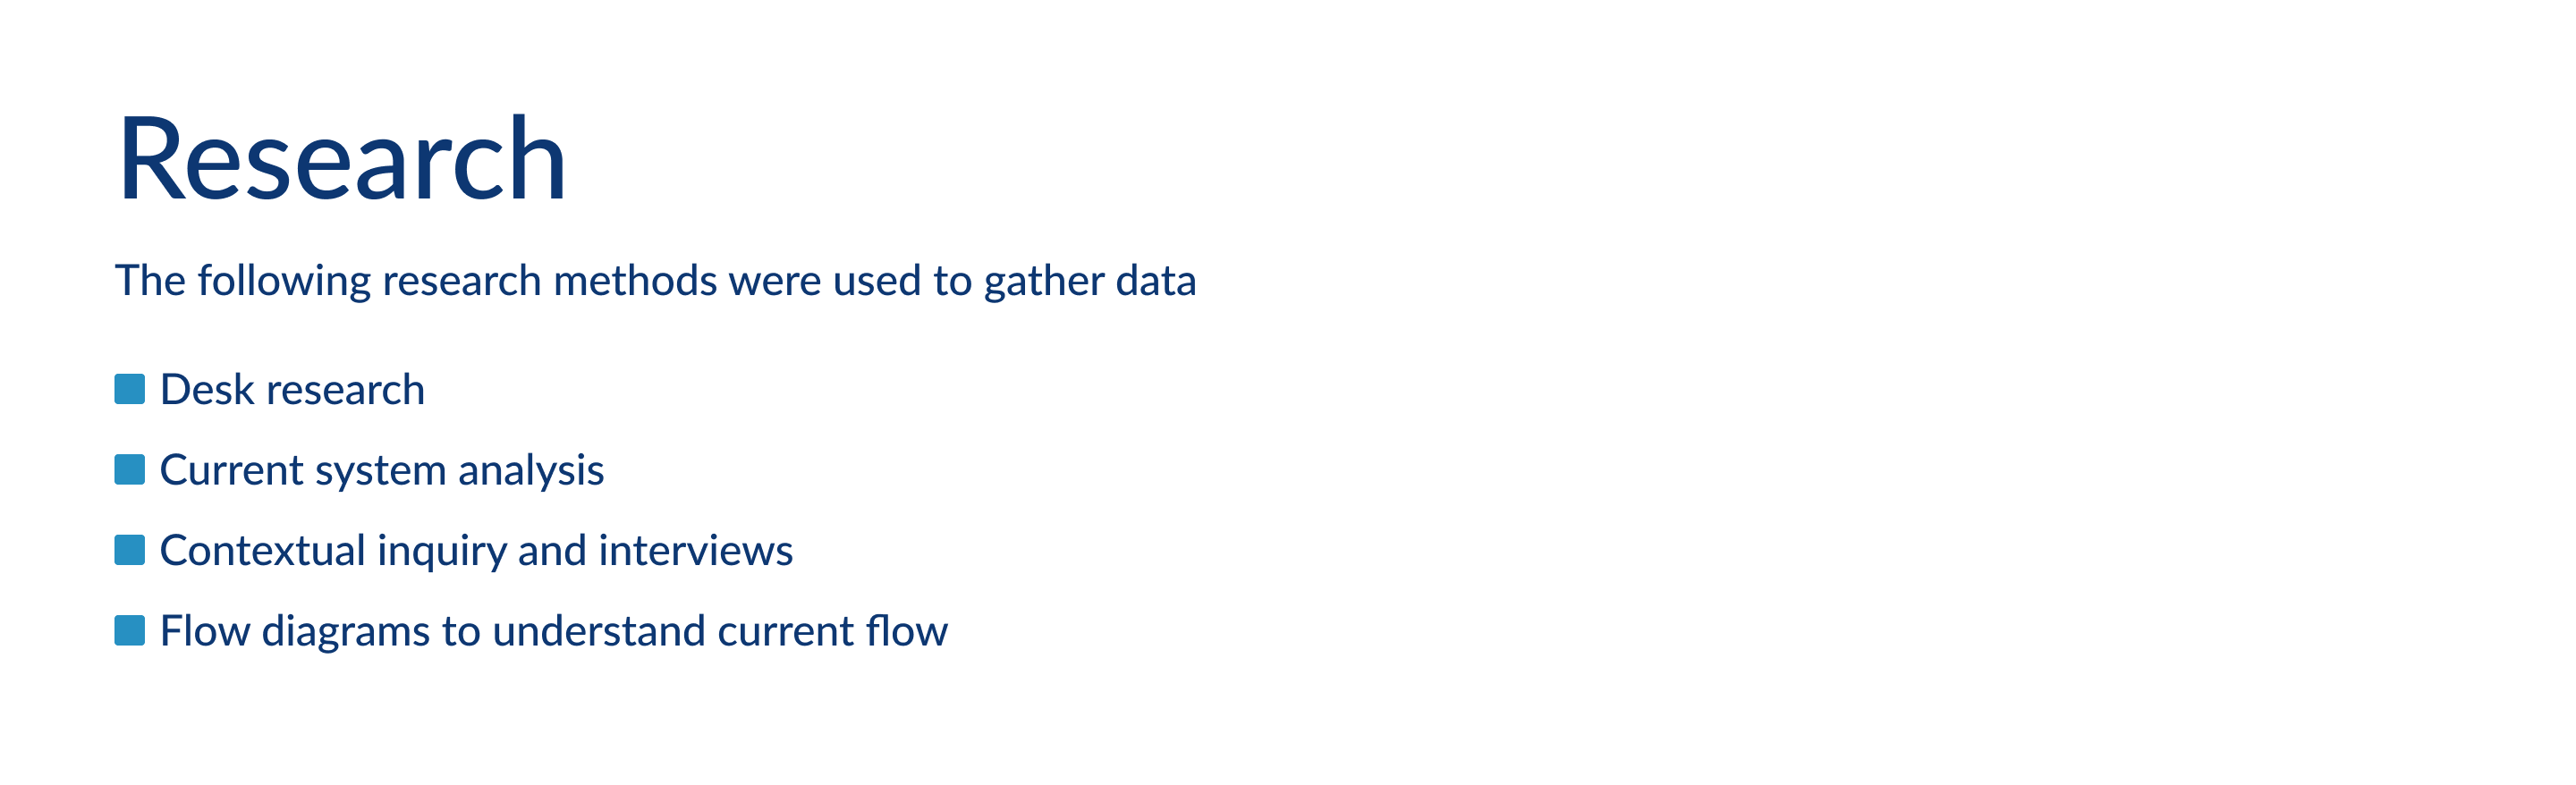 Research
The following research methods were used to gather data
Desk research
Current system analysis
Contextual inquiry and interviews
Flow diagrams to understand current flow